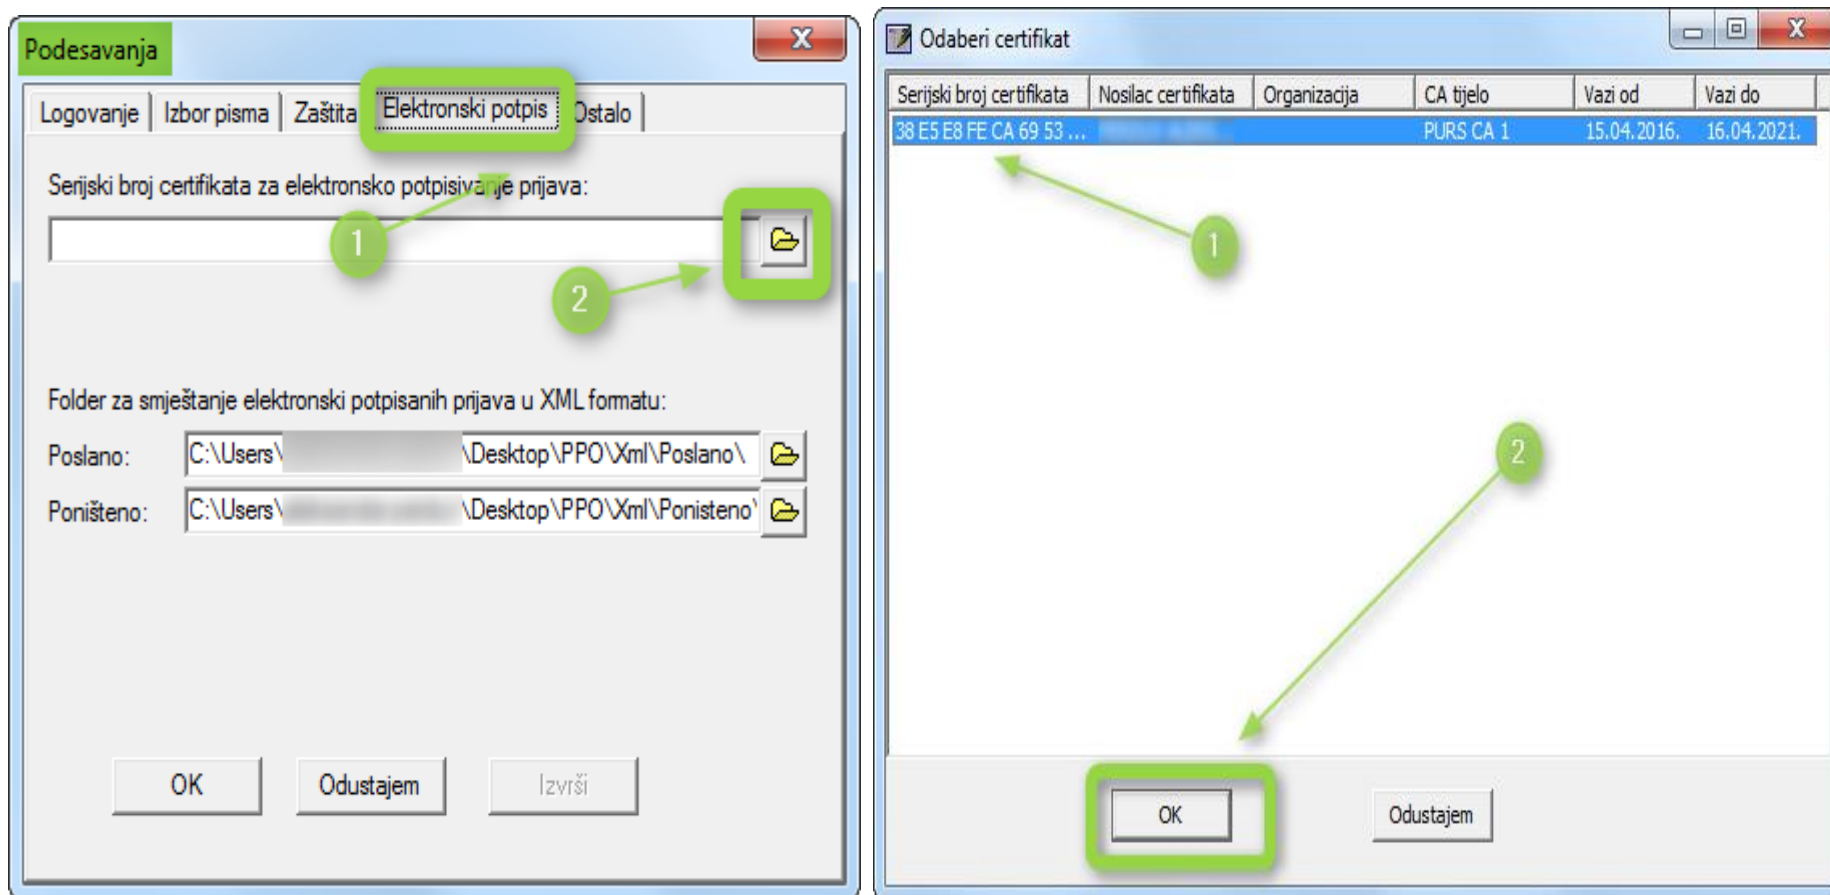 Podesavanja
Logovanje
Izbor pisma
Zaštita
Elektronski potpis
Ostalo
Serijski broj certifikata za elektronsko potpisivanje prijava:
1
2
Folder za smještanje elektronski potpisanih prijava u XML formatu:
Poslano: C:\Users\ \Desktop\PPO\Xml\Poslano\
Poništeno: C:\Users\ \Desktop\PPO\Xml\Ponisteno\
OK Odustajem Izvrši
Odaberi certifikat
Serijski broj certifikata Nosilac certifikata Organizacija CA tijelo Vazi od Vazi do
38 E5 E8 FE CA 69 53 ... PURS CA 1 15.04.2016. 16.04.2021.
1
2
OK Odustajem